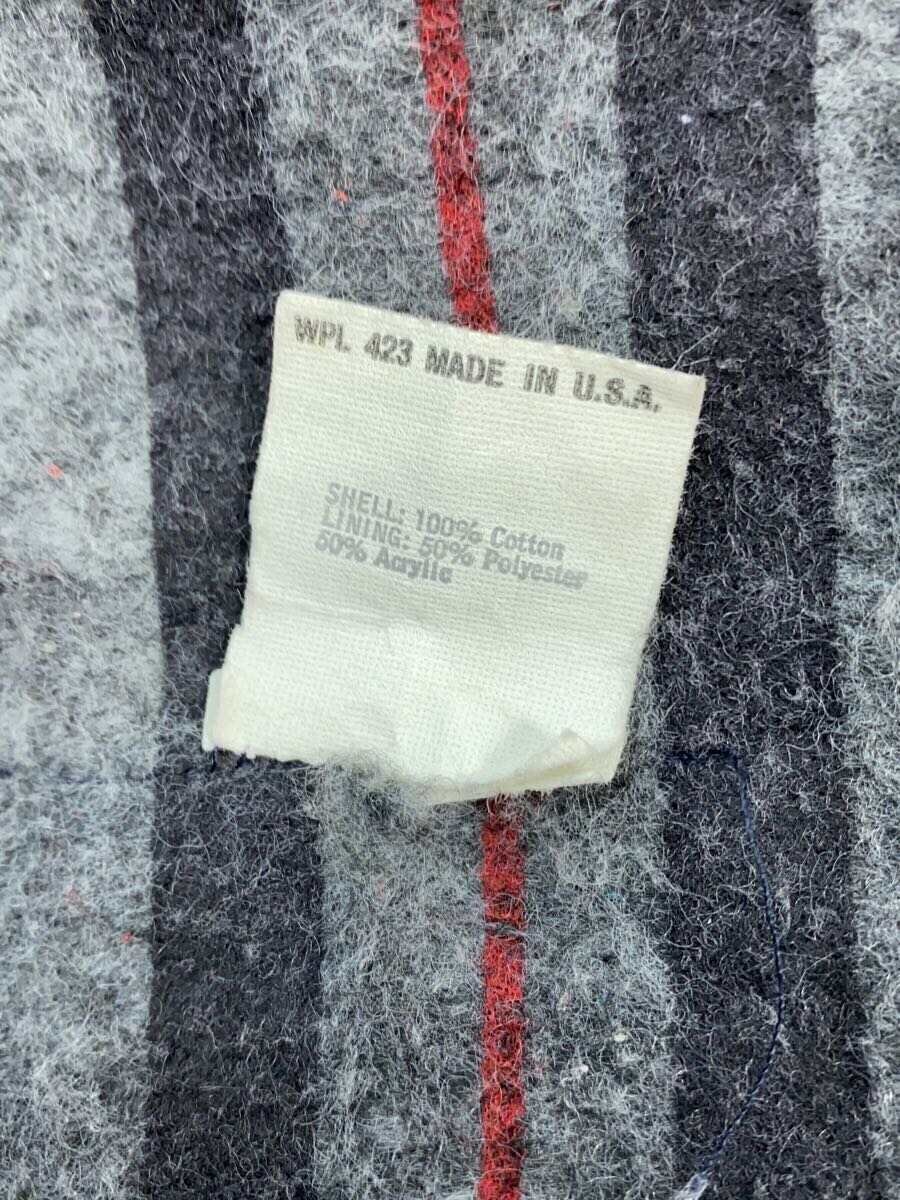 WPL 423 MADE IN U.S.A.
SHELL: 100% Cotton
LINING: 50% Polyester
50% Acrylic